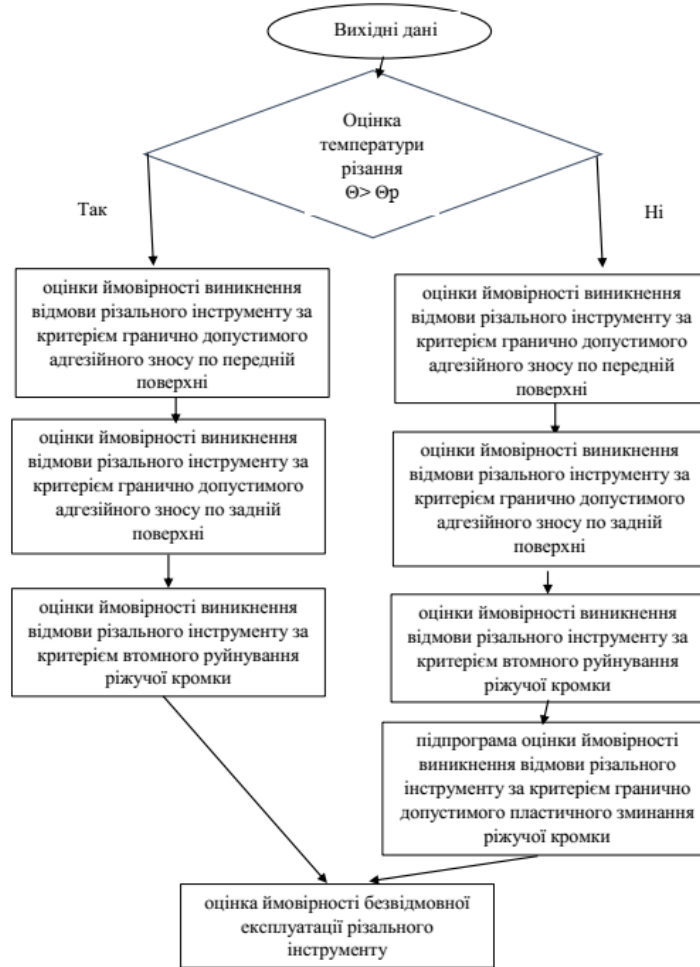 Вихідні дані
Оцінка
температури
різання
Θ> Θp
Так
Ні
оцінки ймовірності виникнення
відмови різального інструменту за
критерієм гранично допустимого
адгезійного зносу по передній
поверхні
оцінки ймовірності виникнення
відмови різального інструменту за
критерієм гранично допустимого
адгезійного зносу по задній
поверхні
оцінки ймовірності виникнення
відмови різального інструменту за
критерієм втомного руйнування
ріжучої кромки
оцінки ймовірності виникнення
відмови різального інструменту за
критерієм гранично допустимого
адгезійного зносу по передній
поверхні
оцінки ймовірності виникнення
відмови різального інструменту за
критерієм гранично допустимого
адгезійного зносу по задній
поверхні
оцінки ймовірності виникнення
відмови різального інструменту за
критерієм втомного руйнування
ріжучої кромки
підпрограма оцінки ймовірності
виникнення відмови різального
інструменту за критерієм гранично
допустимого пластичного зминання
ріжучої кромки
оцінка ймовірності безвідмовної
експлуатації різального
інструменту